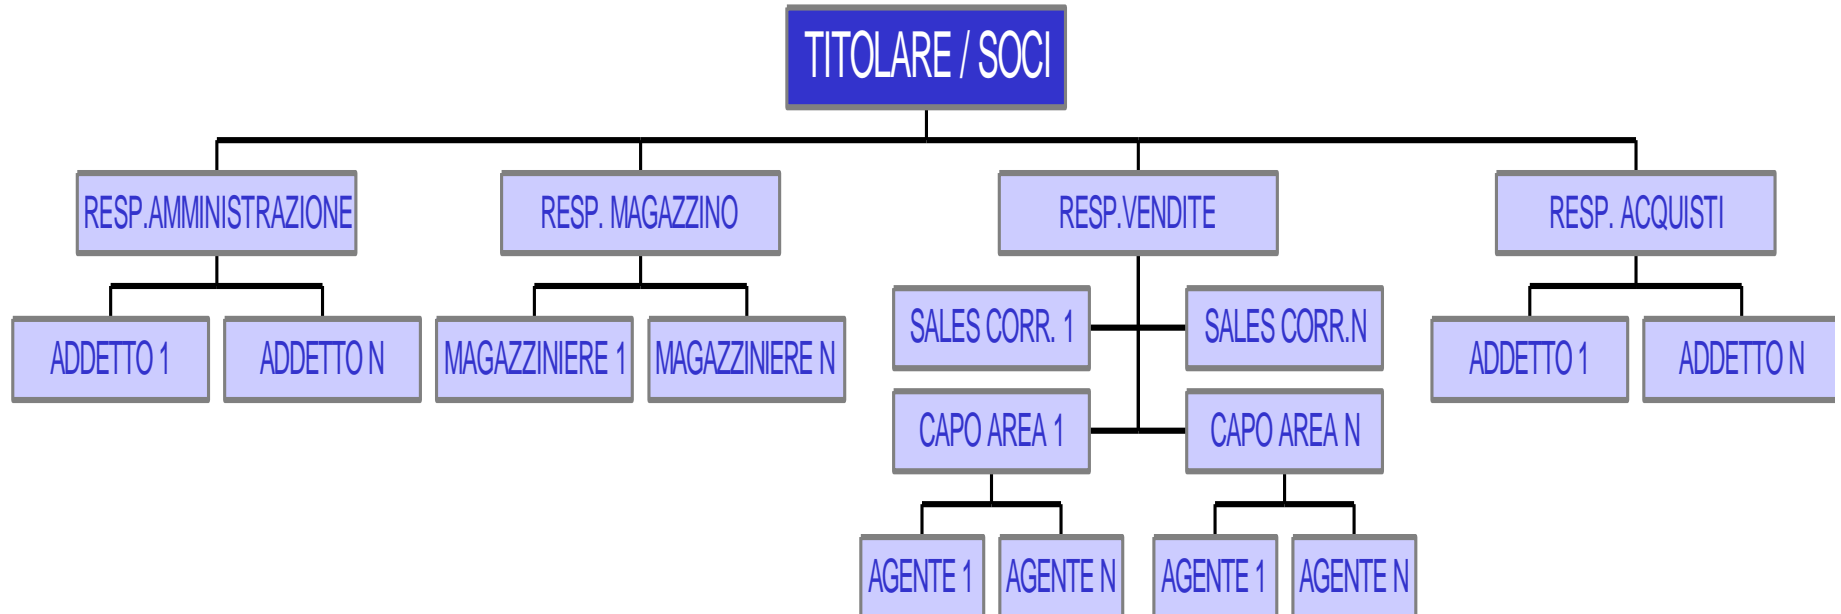 TITOLARE / SOCI
RESP.AMMINISTRAZIONE
RESP. MAGAZZINO
RESP.VENDITE
RESP. ACQUISTI
ADDETTO 1
ADDETTO N
MAGAZZINIERE 1
MAGAZZINIERE N
SALES CORR. 1
SALES CORR.N
ADDETTO 1
ADDETTO N
CAPO AREA 1
CAPO AREA N
AGENTE 1
AGENTE N
AGENTE 1
AGENTE N